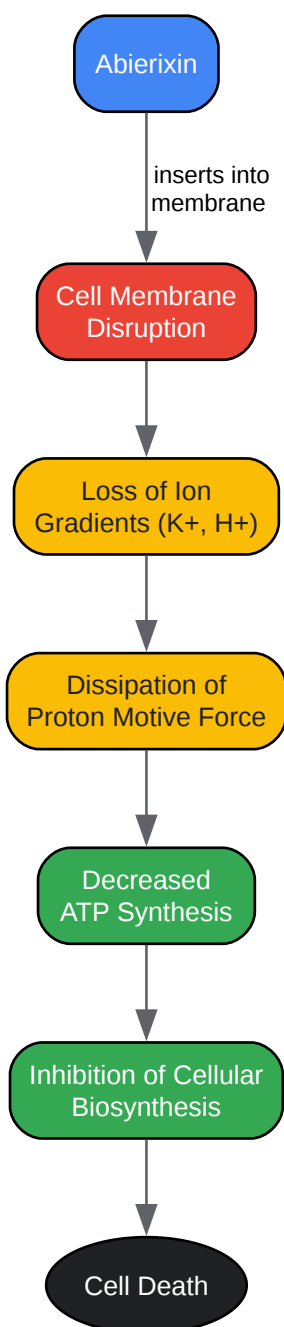 Abierixin
inserts into
membrane
Cell Membrane
Disruption
Loss of Ion
Gradients (K+, H+)
Dissipation of
Proton Motive Force
Decreased
ATP Synthesis
Inhibition of Cellular
Biosynthesis
Cell Death